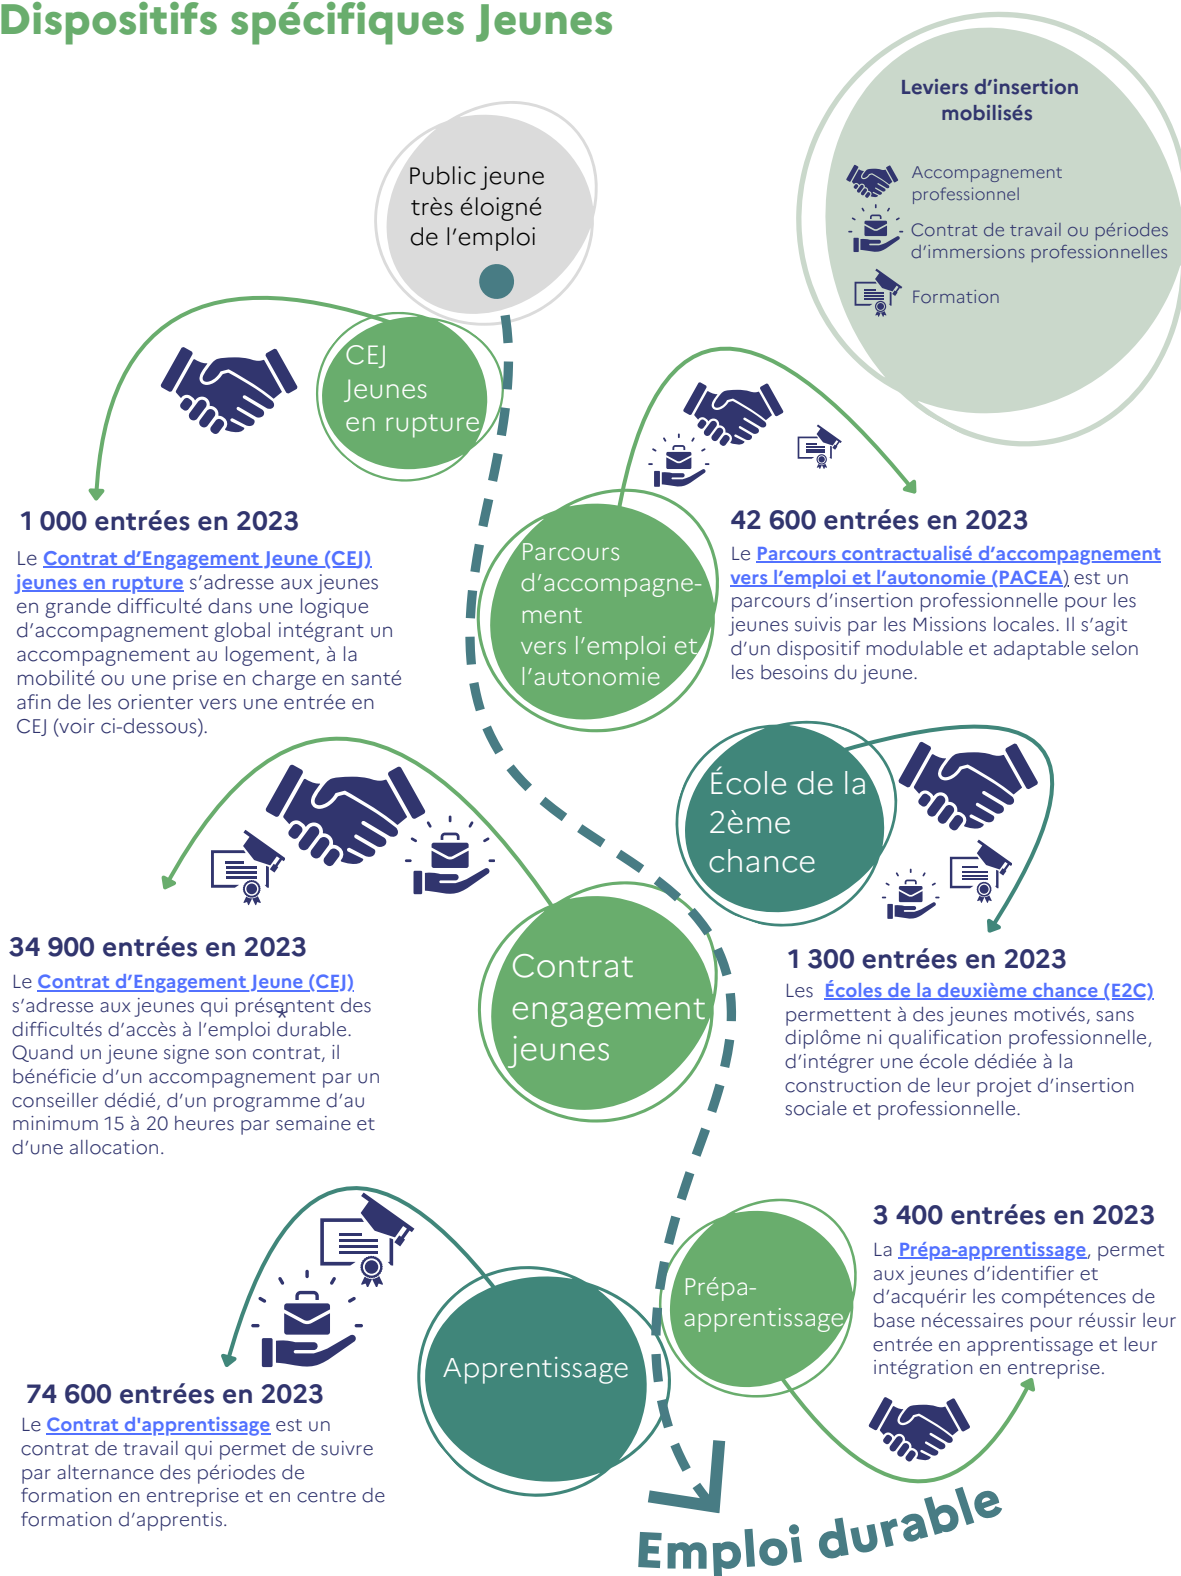 Dispositifs spécifiques Jeunes
Leviers d’insertion
mobilisés
Accompagnement
professionnel
Contrat de travail ou périodes
d’immersions professionnelles
Formation
Public jeune
très éloigné
de l’emploi
CEJ
Jeunes
en rupture
1 000 entrées en 2023
Le Contrat d’Engagement Jeune (CEJ)
jeunes en rupture s’adresse aux jeunes
en grande difficulté dans une logique
d’accompagnement global intégrant un
accompagnement au logement, à la
mobilité ou une prise en charge en santé
afin de les orienter vers une entrée en
CEJ (voir ci-dessous).
Parcours
d’accompagne-
ment
vers l’emploi et
l’autonomie
42 600 entrées en 2023
Le Parcours contractualisé d’accompagnement
vers l’emploi et l’autonomie (PACEA) est un
parcours d’insertion professionnelle pour les
jeunes suivis par les Missions locales. Il s’agit
d’un dispositif modulable et adaptable selon
les besoins du jeune.
École de la
2ème
chance
1 300 entrées en 2023
Les Écoles de la deuxième chance (E2C)
permettent à des jeunes motivés, sans
diplôme ni qualification professionnelle,
d’intégrer une école dédiée à la
construction de leur projet d’insertion
sociale et professionnelle.
Contrat
engagement
jeunes
34 900 entrées en 2023
Le Contrat d’Engagement Jeune (CEJ)
s’adresse aux jeunes qui présentent des
difficultés d’accès à l’emploi durable.
*
Quand un jeune signe son contrat, il
bénéficie d’un accompagnement par un
conseiller dédié, d’un programme d’au
minimum 15 à 20 heures par semaine et
d’une allocation.
Prépa-
apprentissage
3 400 entrées en 2023
La Prépa-apprentissage, permet
aux jeunes d’identifier et
d’acquérir les compétences de
base nécessaires pour réussir leur
entrée en apprentissage et leur
intégration en entreprise.
Apprentissage
74 600 entrées en 2023
Le Contrat d'apprentissage est un
contrat de travail qui permet de suivre
par alternance des périodes de
formation en entreprise et en centre de
formation d’apprentis.
Emploi durable